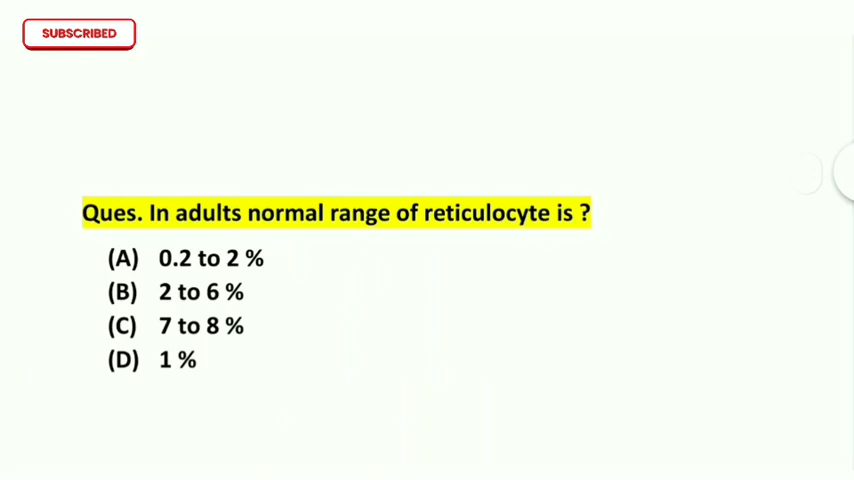 SUBSCRIBED
Ques. In adults normal range of reticulocyte is ?
(A) 0.2 to 2 %
(B) 2 to 6 %
(C) 7 to 8 %
(D) 1 %